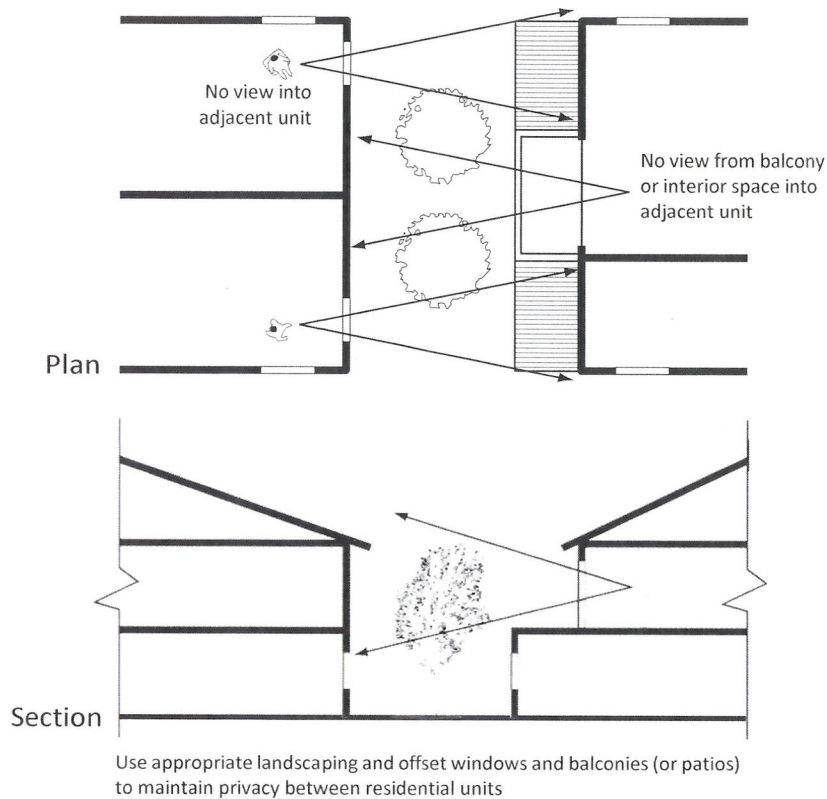 No view into
adjacent unit
No view from balcony
or interior space into
adjacent unit
Plan
Section
Use appropriate landscaping and offset windows and balconies (or patios)
to maintain privacy between residential units